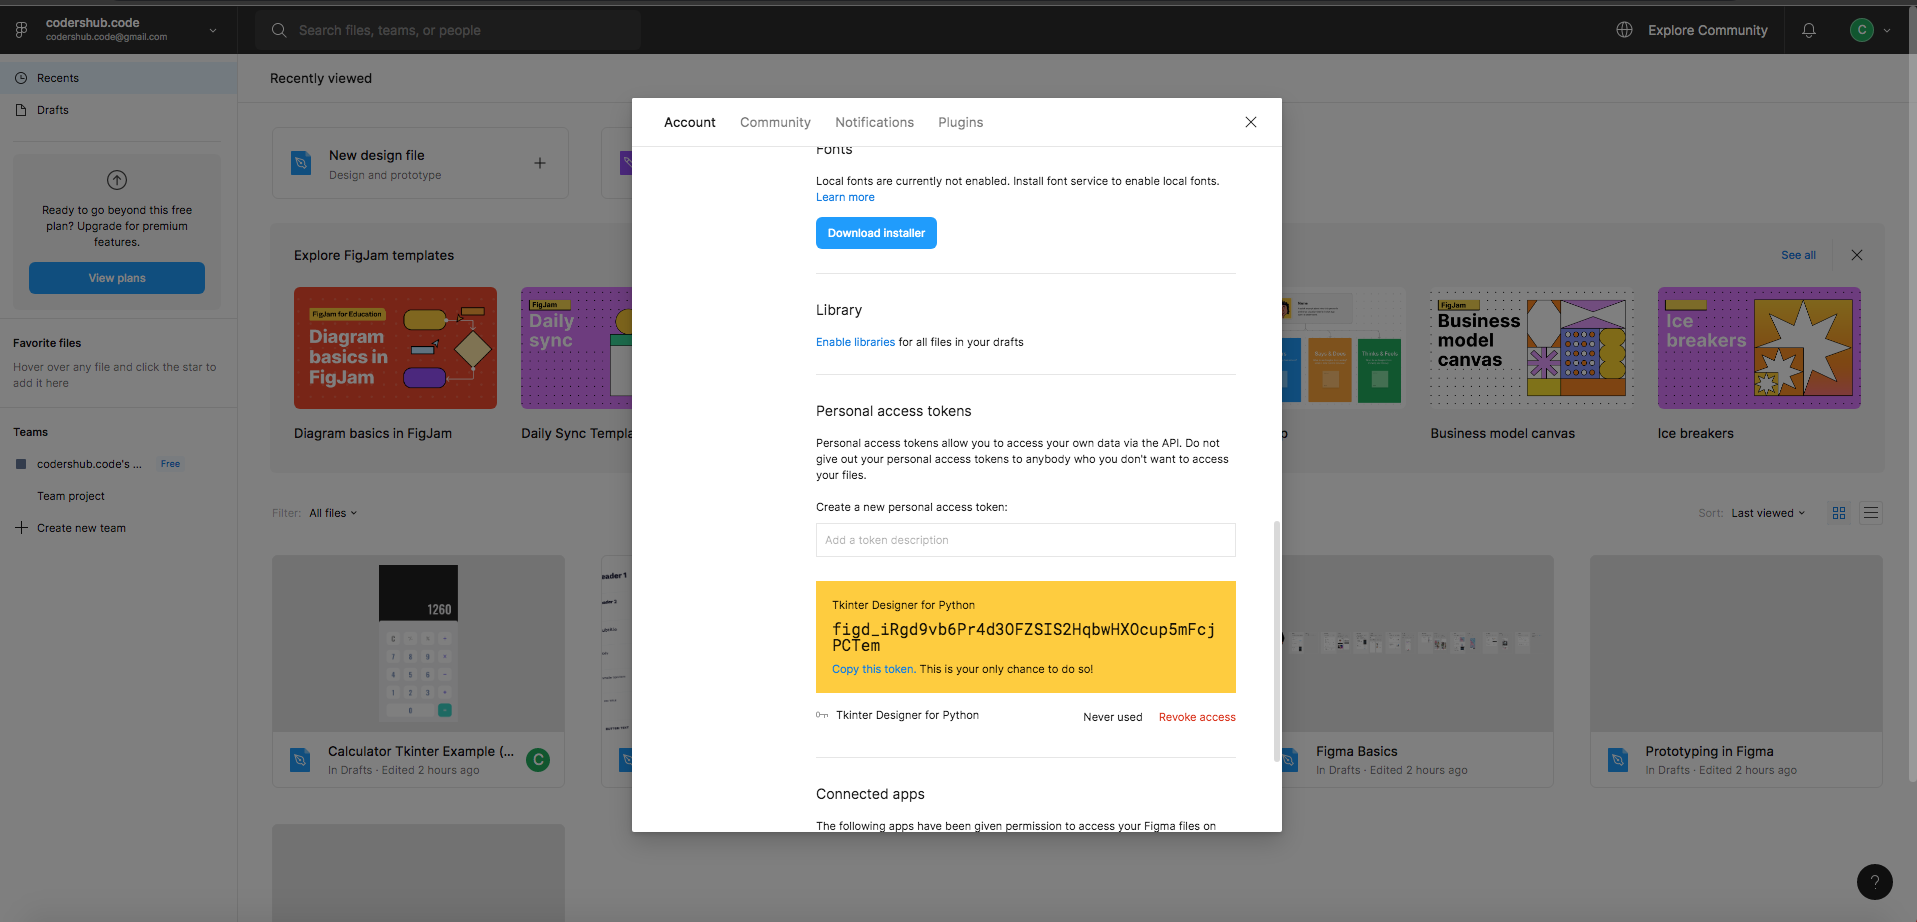 codershub.code
codershub.code@gmail.com
Search files, teams, or people
Explore Community
C
Recents
Drafts
Recently viewed
Ready to go beyond this free
plan? Upgrade for premium
features.
View plans
Favorite files
Hover over any file and click the star to
add it here
Teams
codershub.code's ...
Free
Team project
Create new team
New design file
Design and prototype
Explore FigJam templates
See all
FigJam for Education
Diagram
basics in
FigJam
Diagram basics in FigJam
FigJam
Daily
sync
Daily Sync Templa
FigJam
Business
model
canvas
Business model canvas
Ice
breakers
Ice breakers
Filter: All files
Sort: Last viewed
1260
Calculator Tkinter Example (...
In Drafts · Edited 2 hours ago
C
Figma Basics
In Drafts · Edited 2 hours ago
Prototyping in Figma
In Drafts · Edited 2 hours ago
Account
Community
Notifications
Plugins
Fonts
Local fonts are currently not enabled. Install font service to enable local fonts.
Learn more
Download installer
Library
Enable libraries for all files in your drafts
Personal access tokens
Personal access tokens allow you to access your own data via the API. Do not
give out your personal access tokens to anybody who you don't want to access
your files.
Create a new personal access token:
Add a token description
Tkinter Designer for Python
figd_iRgd9vb6Pr4d3OFZSIS2HqbwHXOcup5mFcj
PCTem
Copy this token. This is your only chance to do so!
Tkinter Designer for Python
Never used
Revoke access
Connected apps
The following apps have been given permission to access your Figma files on
?